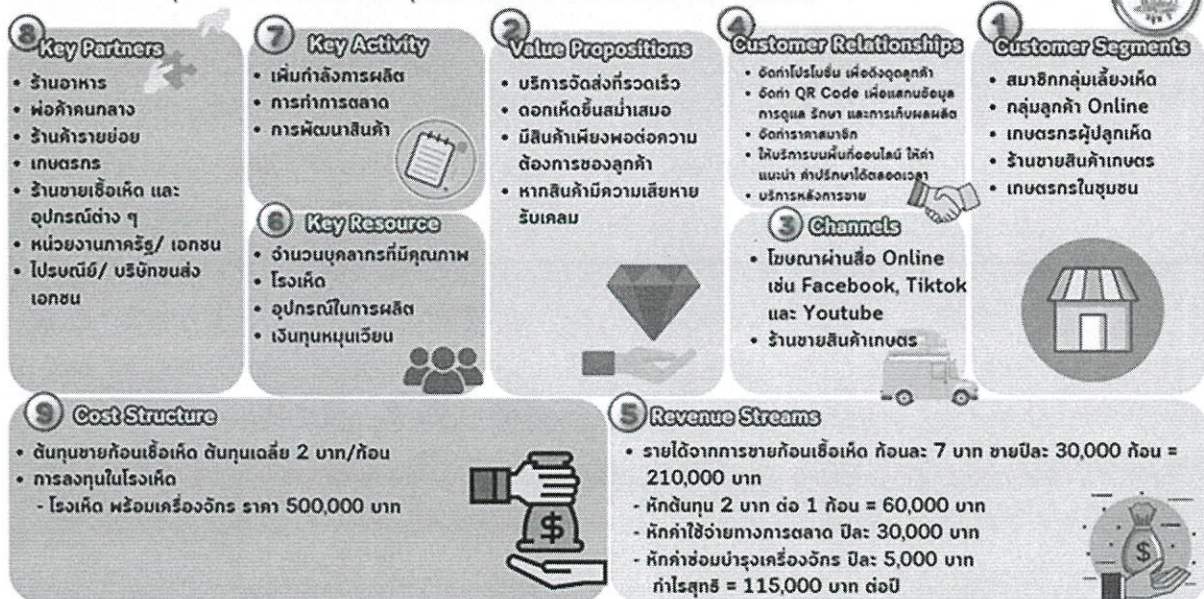 8 Key Partners
• ร้านอาหาร
• พ่อค้าคนกลาง
• ร้านค้ารายย่อย
• เกษตรกร
• ร้านขายเชื้อเห็ด และ
อุปกรณ์ต่าง ๆ
• หน่วยงานภาครัฐ/ เอกชน
• ไปรษณีย์/ บริษัทขนส่ง
เอกชน
7 Key Activity
• เพิ่มกำลังการผลิต
• การทำการตลาด
• การพัฒนาสินค้า
6 Key Resource
• จำนวนบุคลากรที่มีคุณภาพ
• โรงเห็ด
• อุปกรณ์ในการผลิต
• เงินทุนหมุนเวียน
2 Value Propositions
• บริการจัดส่งที่รวดเร็ว
• ดอกเห็ดขึ้นสม่ำเสมอ
• มีสินค้าเพียงพอต่อความ
ต้องการของลูกค้า
• หากสินค้ามีความเสียหาย
รับเคลม
4 Customer Relationships
• จัดทำโปรโมชั่น เพื่อดึงดูดลูกค้า
• จัดทำ QR Code เพื่อแสกนข้อมูล
การดูแล รักษา และการเก็บผลผลิต
• จัดทำราคาสมาชิก
• ให้บริการบนพื้นที่ออนไลน์ ให้คำ
แนะนำ คำปรึกษาได้ตลอดเวลา
• บริการหลังการขาย
3 Channels
• โฆษณาผ่านสื่อ Online
เช่น Facebook, Tiktok
และ Youtube
• ร้านขายสินค้าเกษตร
1 Customer Segments
• สมาชิกกลุ่มเลี้ยงเห็ด
• กลุ่มลูกค้า Online
• เกษตรกรผู้ปลูกเห็ด
• ร้านขายสินค้าเกษตร
• เกษตรกรในชุมชน
9 Cost Structure
• ต้นทุนขายก้อนเชื้อเห็ด ต้นทุนเฉลี่ย 2 บาท/ก้อน
• การลงทุนในโรงเห็ด
- โรงเห็ด พร้อมเครื่องจักร ราคา 500,000 บาท
$
5 Revenue Streams
• รายได้จากการขายก้อนเชื้อเห็ด ก้อนละ 7 บาท ขายปีละ 30,000 ก้อน =
210,000 บาท
- หักต้นทุน 2 บาท ต่อ 1 ก้อน = 60,000 บาท
- หักค่าใช้จ่ายทางการตลาด ปีละ 30,000 บาท
- หักค่าซ่อมบำรุงเครื่องจักร ปีละ 5,000 บาท
กำไรสุทธิ = 115,000 บาท ต่อปี
$